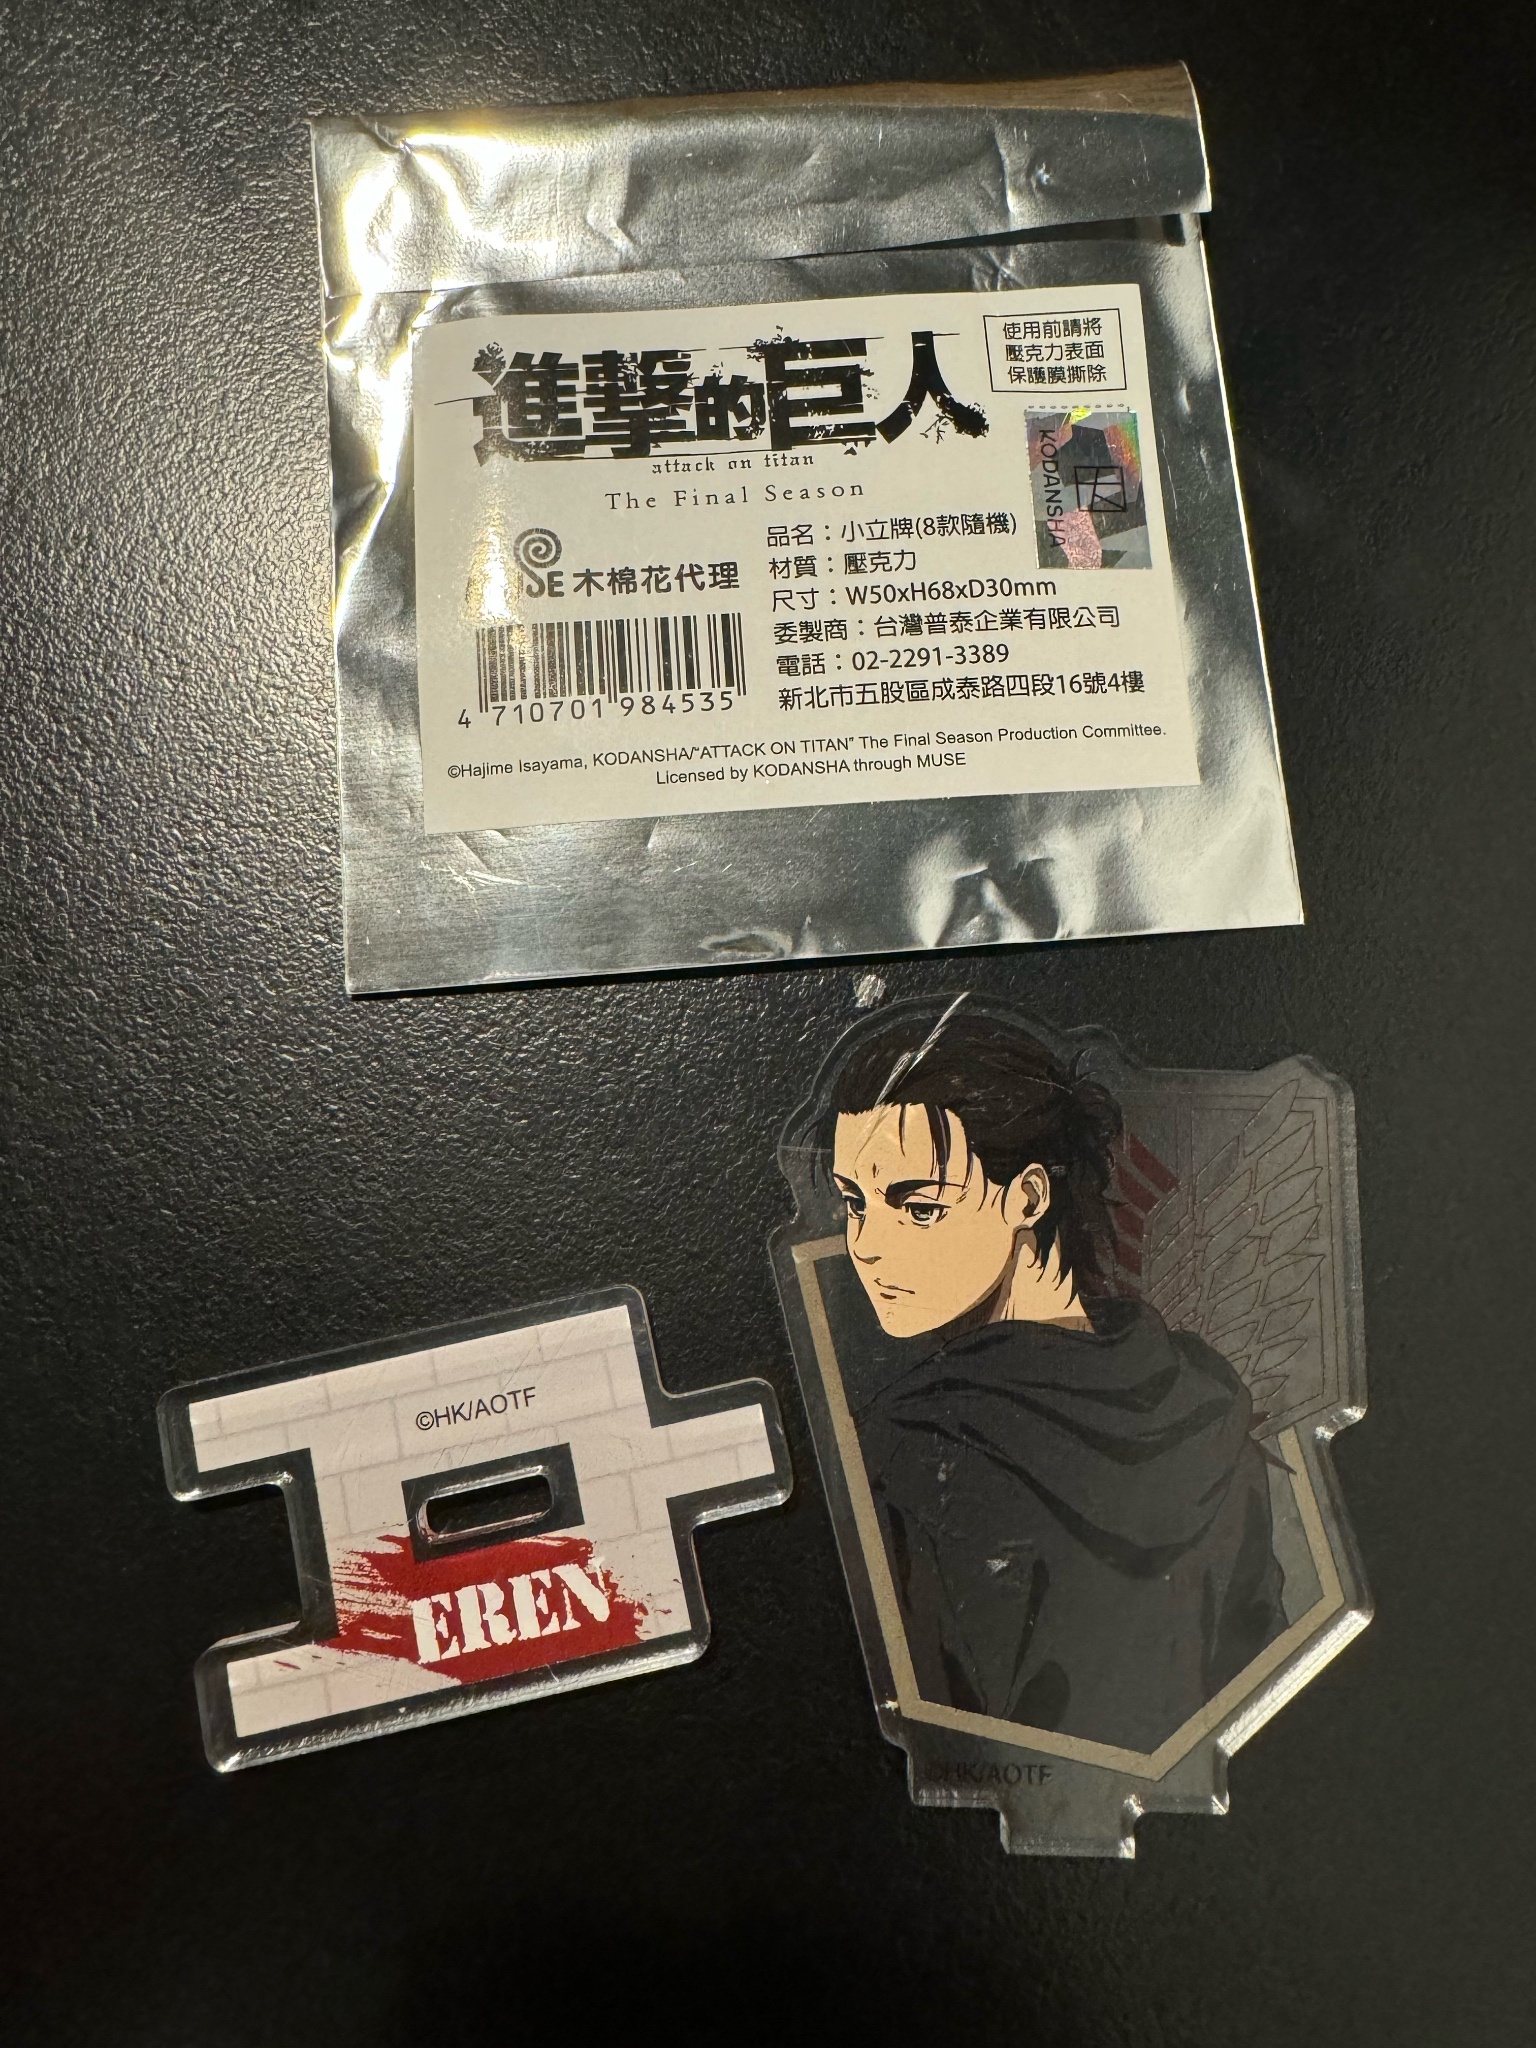 進撃的巨人
attack on titan
The Final Season
使用前請將
壓克力表面
保護膜撕除
KODANSHA
SE 木棉花代理
4 710701 984535
品名：小立牌(8款隨機)
材質：壓克力
尺寸：W50xH68xD30mm
委製商：台灣普泰企業有限公司
電話：02-2291-3389
新北市五股區成泰路四段16號4樓
©Hajime Isayama, KODANSHA/"ATTACK ON TITAN" The Final Season Production Committee.
Licensed by KODANSHA through MUSE
©HK/AOTF
EREN
©HK/AOTF